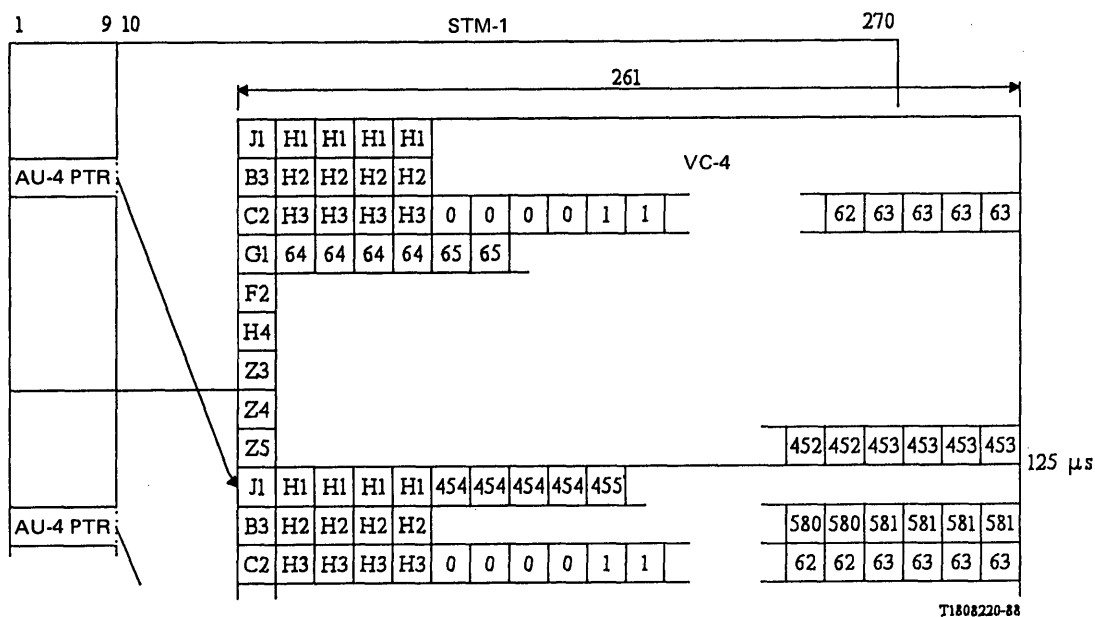 1 9 10 STM-1 270
261
J1 H1 H1 H1 H1
VC-4
AU-4 PTR B3 H2 H2 H2 H2
C2 H3 H3 H3 H3 0 0 0 0 1 1 62 63 63 63 63
G1 64 64 64 64 65 65
F2
H4
Z3
Z4
Z5 452 452 453 453 453 453
125 μs
J1 H1 H1 H1 H1 454 454 454 454 455
AU-4 PTR B3 H2 H2 H2 H2 580 580 581 581 581 581
C2 H3 H3 H3 H3 0 0 0 0 1 1 62 62 63 63 63 63
T1808220-88